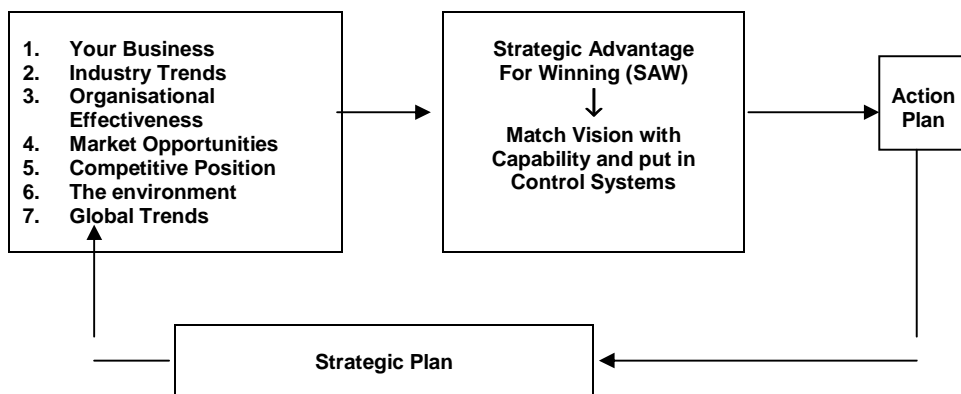 1. Your Business
2. Industry Trends
3. Organisational
Effectiveness
4. Market Opportunities
5. Competitive Position
6. The environment
7. Global Trends
Strategic Advantage
For Winning (SAW)
Match Vision with
Capability and put in
Control Systems
Action
Plan
Strategic Plan